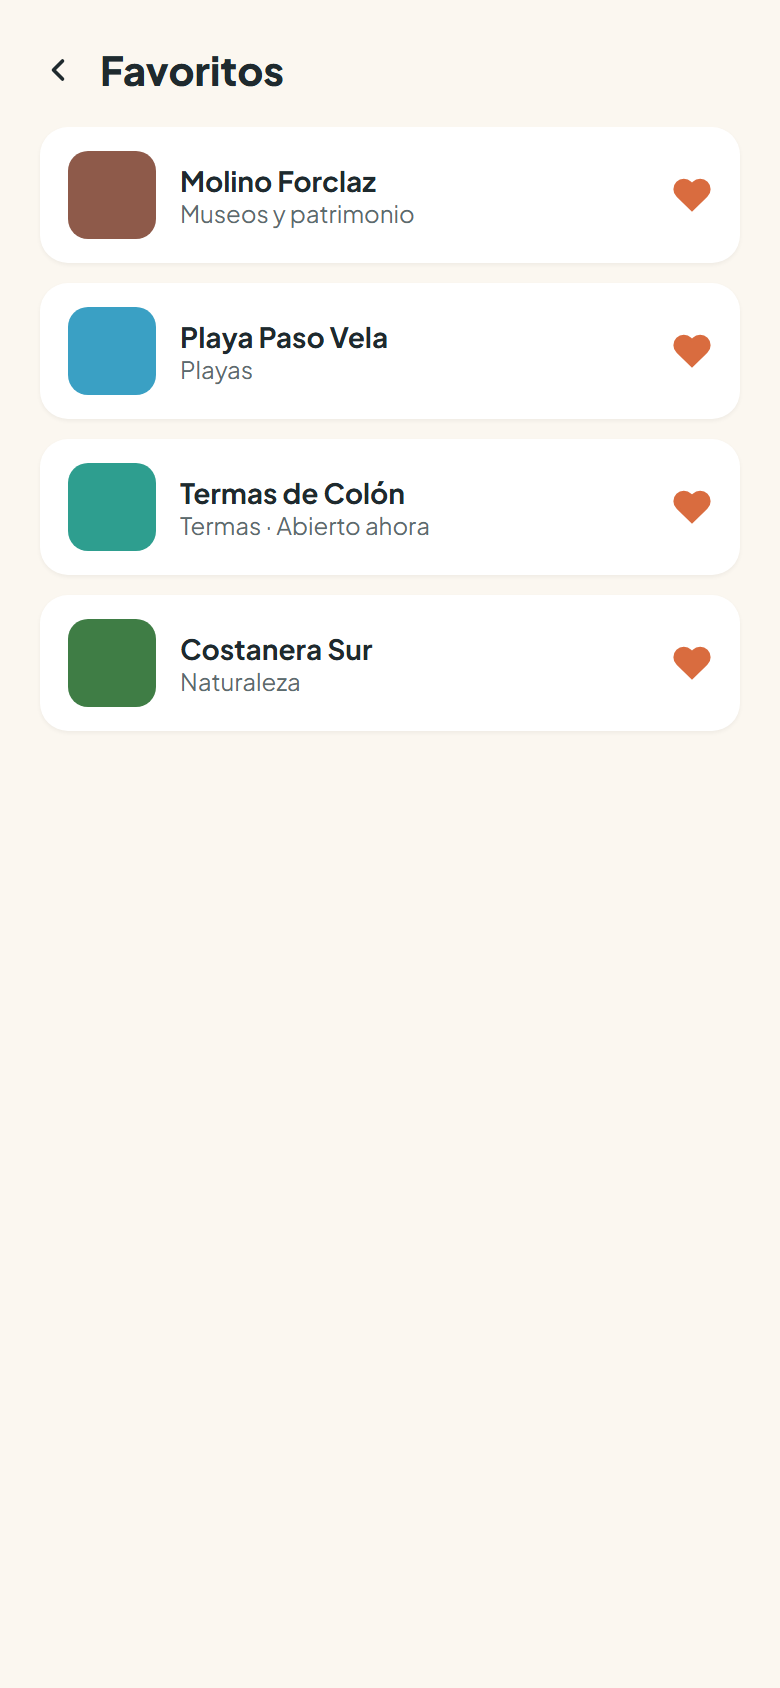 Favoritos
Molino Forclaz
Museos y patrimonio
Playa Paso Vela
Playas
Termas de Colón
Termas · Abierto ahora
Costanera Sur
Naturaleza